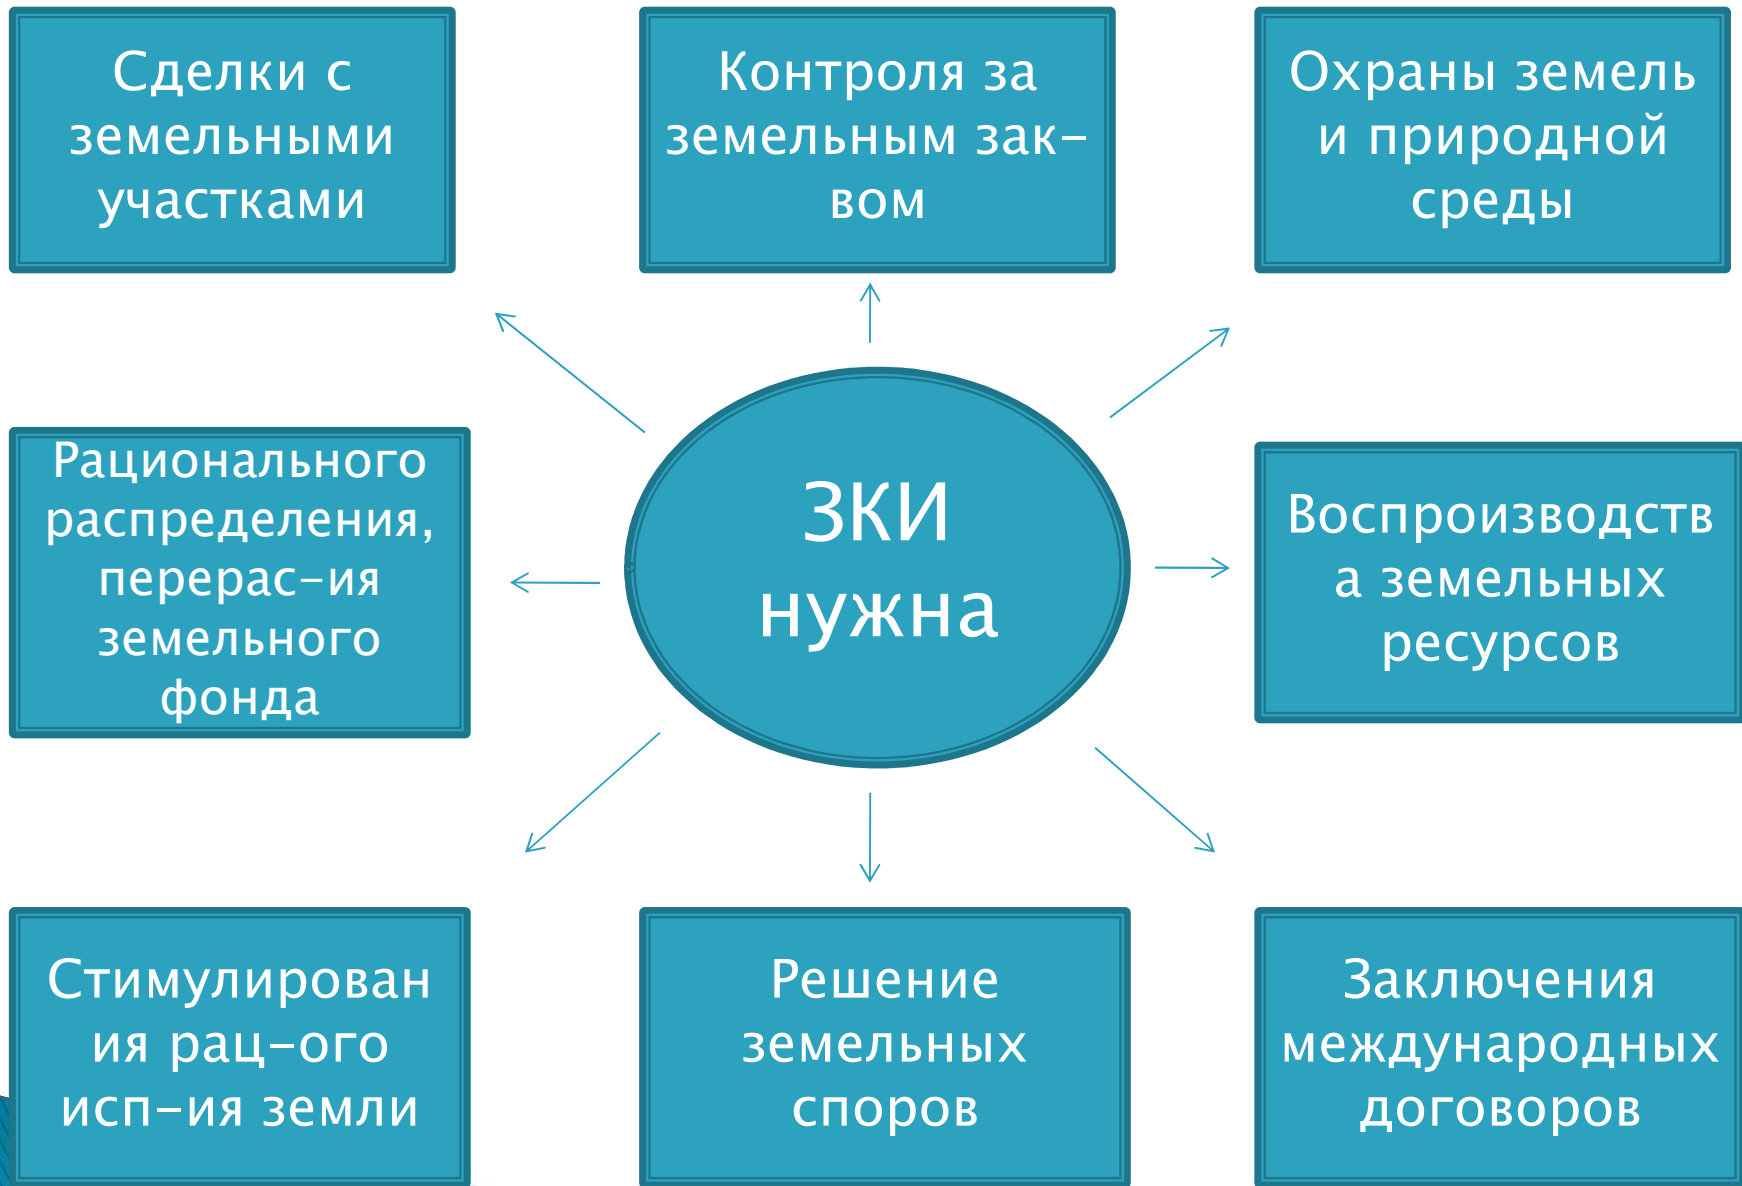 Сделки с
земельными
участками
Контроля за
земельным зак-
вом
Охраны земель
и природной
среды
Рационального
распределения,
перерас-ия
земельного
фонда
ЗКИ
нужна
Воспроизводств
а земельных
ресурсов
Стимулирован
ия рац-ого
исп-ия земли
Решение
земельных
споров
Заключения
международных
договоров